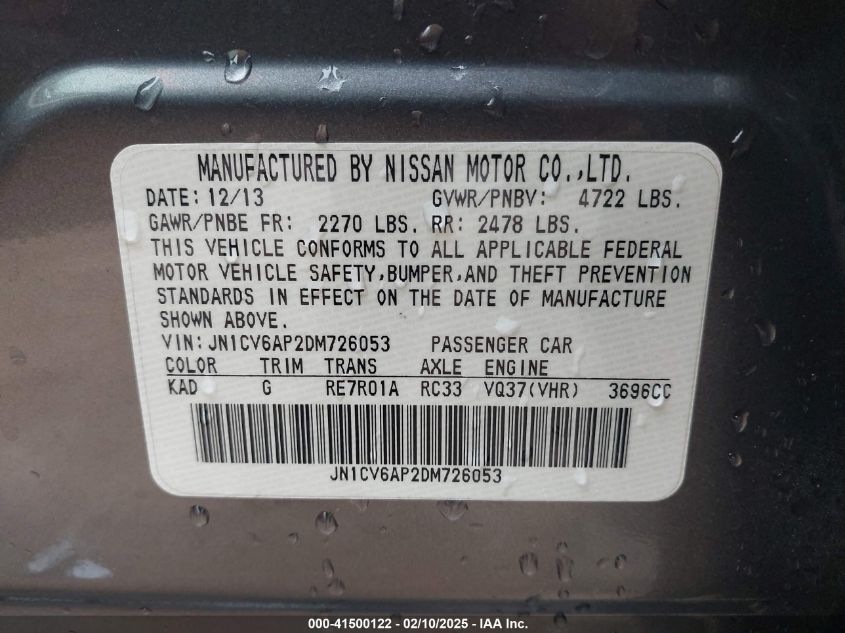 MANUFACTURED BY NISSAN MOTOR CO.,LTD.
DATE: 12/13 GVWR/PNBV: 4722 LBS.
GAWR/PNBE FR: 2270 LBS. RR: 2478 LBS.
THIS VEHICLE CONFORMS TO ALL APPLICABLE FEDERAL
MOTOR VEHICLE SAFETY,BUMPER,AND THEFT PREVENTION
STANDARDS IN EFFECT ON THE DATE OF MANUFACTURE
SHOWN ABOVE.
VIN: JN1CV6AP2DM726053 PASSENGER CAR
COLOR TRIM TRANS AXLE ENGINE
KAD G RE7R01A RC33 VQ37(VHR) 3696CC
JN1CV6AP2DM726053
000-41500122 - 02/10/2025 - © IAA Inc.